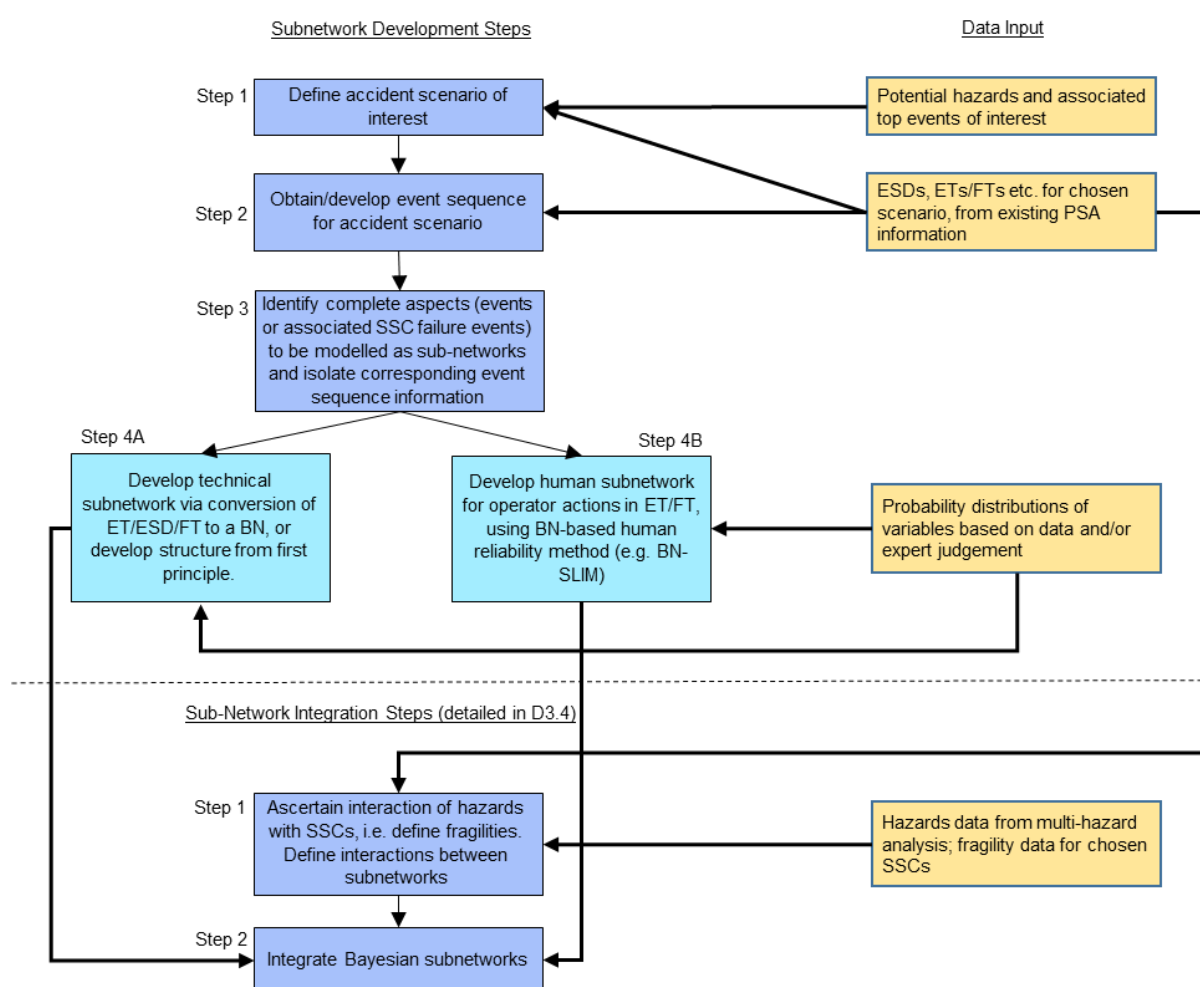 Subnetwork Development Steps
Data Input
Step 1
Define accident scenario of
interest
Potential hazards and associated
top events of interest
Step 2
Obtain/develop event sequence
for accident scenario
ESDs, ETs/FTs etc. for chosen
scenario, from existing PSA
information
Step 3
Identify complete aspects (events
or associated SSC failure events)
to be modelled as sub-networks
and isolate corresponding event
sequence information
Step 4A
Develop technical
subnetwork via conversion of
ET/ESD/FT to a BN, or
develop structure from first
principle.
Step 4B
Develop human subnetwork
for operator actions in ET/FT,
using BN-based human
reliability method (e.g. BN-
SLIM)
Probability distributions of
variables based on data and/or
expert judgement
Sub-Network Integration Steps (detailed in D3.4)
Step 1
Ascertain interaction of hazards
with SSCs, i.e. define fragilities.
Define interactions between
subnetworks
Hazards data from multi-hazard
analysis; fragility data for chosen
SSCs
Step 2
Integrate Bayesian subnetworks